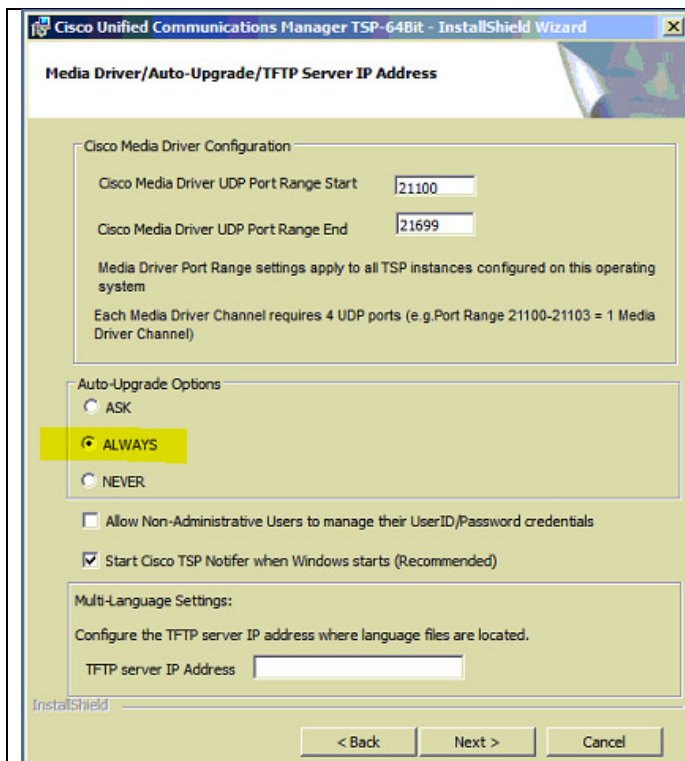 Cisco Unified Communications Manager TSP-64Bit - InstallShield Wizard
Media Driver/Auto-Upgrade/TFTP Server IP Address
Cisco Media Driver Configuration
Cisco Media Driver UDP Port Range Start 21100
Cisco Media Driver UDP Port Range End 21699
Media Driver Port Range settings apply to all TSP instances configured on this operating
system
Each Media Driver Channel requires 4 UDP ports (e.g.Port Range 21100-21103 = 1 Media
Driver Channel)
Auto-Upgrade Options
ASK
ALWAYS
NEVER
Allow Non-Administrative Users to manage their UserID/Password credentials
Start Cisco TSP Notifer when Windows starts (Recommended)
Multi-Language Settings:
Configure the TFTP server IP address where language files are located.
TFTP server IP Address
InstallShield
< Back Next > Cancel